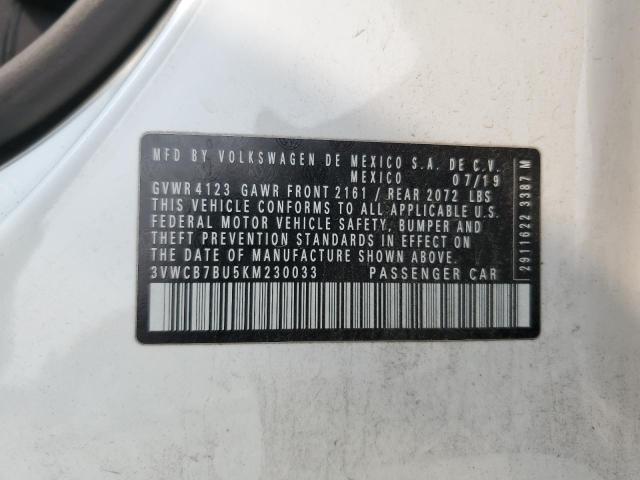 MFD BY VOLKSWAGEN DE MEXICO S.A. DE C.V.
MEXICO 07/19
GVWR 4123 GAWR FRONT 2161 / REAR 2072 LBS
THIS VEHICLE CONFORMS TO ALL APPLICABLE U.S.
FEDERAL MOTOR VEHICLE SAFETY, BUMPER AND
THEFT PREVENTION STANDARDS IN EFFECT ON
THE DATE OF MANUFACTURE SHOWN ABOVE.
3VWCB7BU5KM230033 PASSENGER CAR
2911622 3387 M